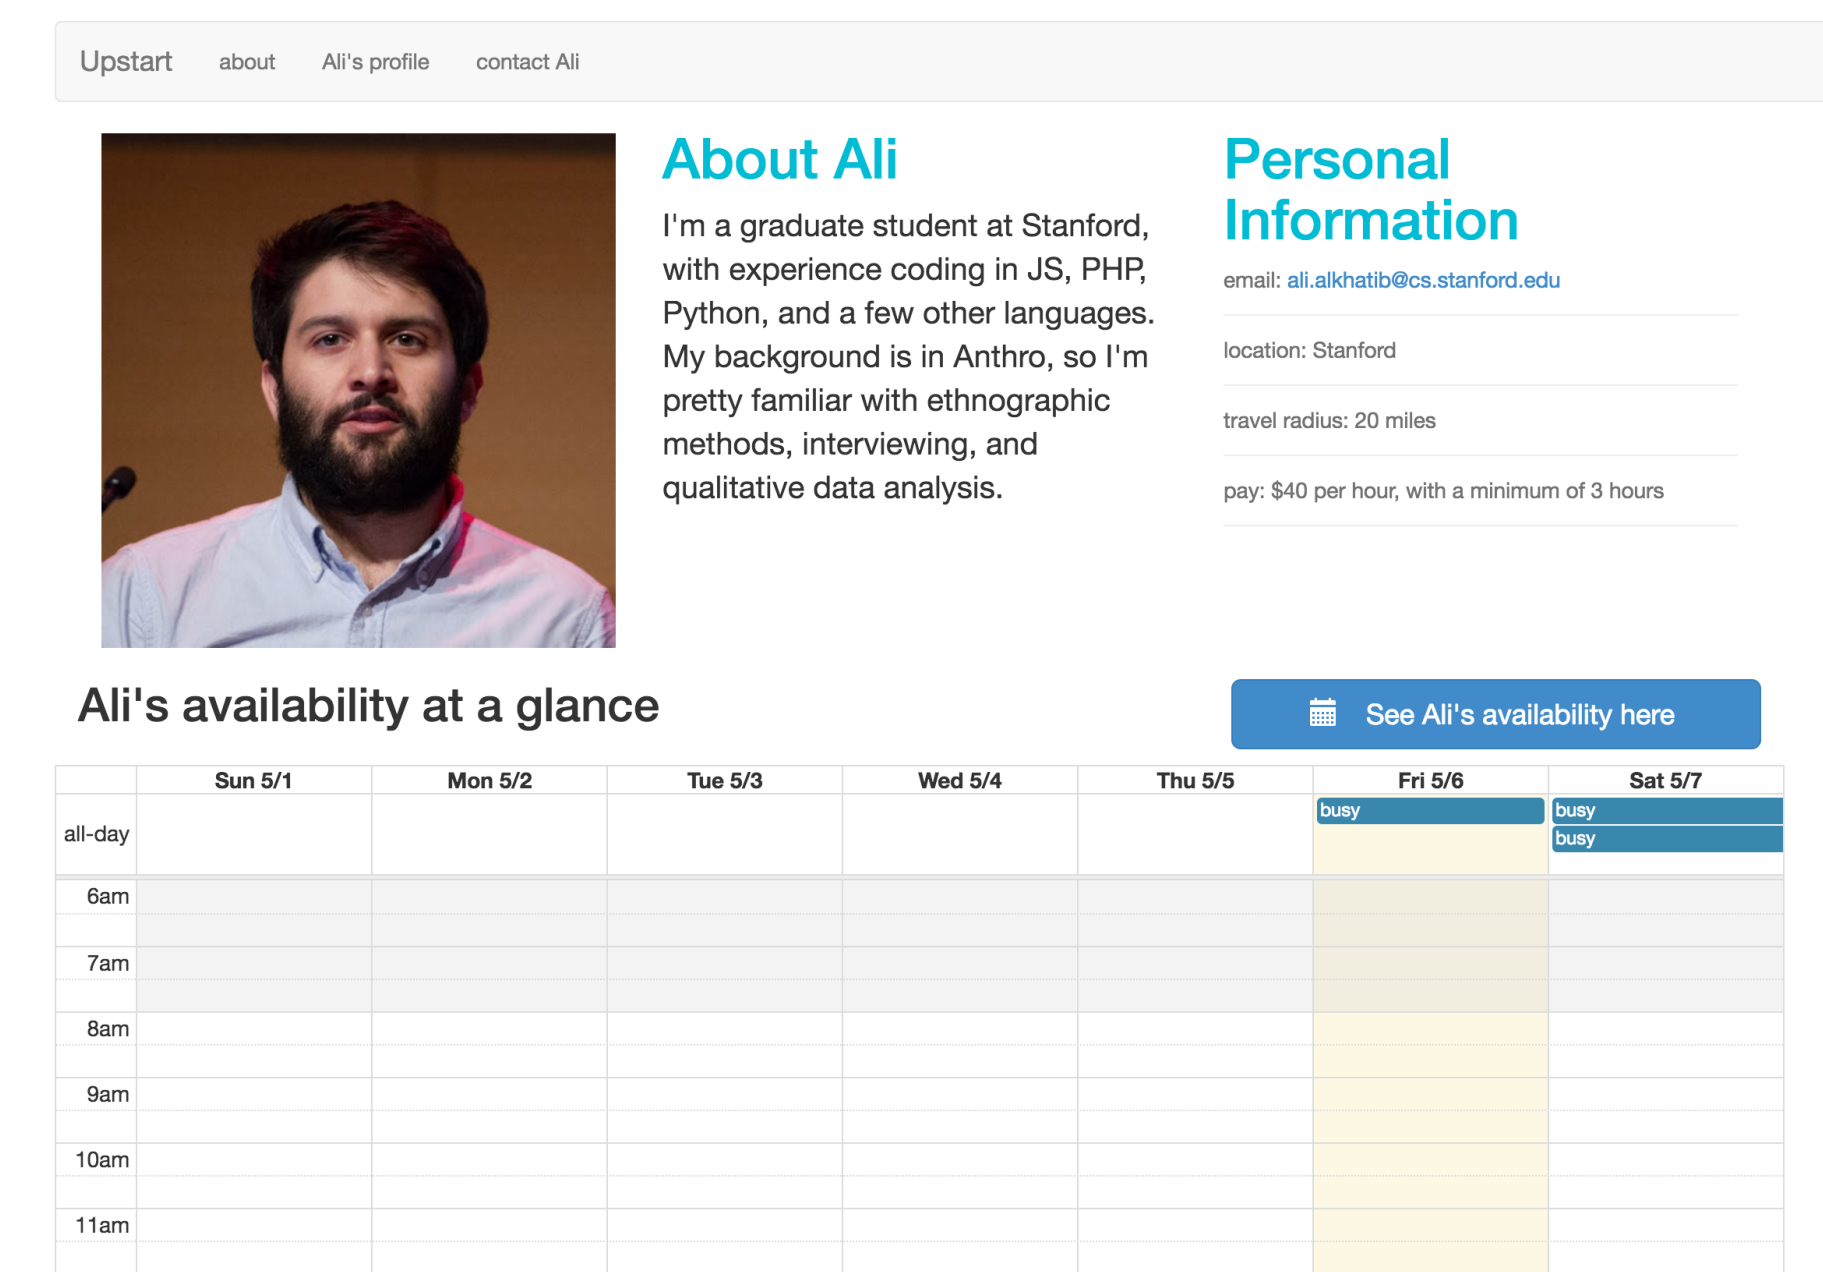 Upstart about Ali's profile contact Ali
About Ali
I'm a graduate student at Stanford,
with experience coding in JS, PHP,
Python, and a few other languages.
My background is in Anthro, so I'm
pretty familiar with ethnographic
methods, interviewing, and
qualitative data analysis.
Personal
Information
email: ali.alkhatib@cs.stanford.edu
location: Stanford
travel radius: 20 miles
pay: $40 per hour, with a minimum of 3 hours
Ali's availability at a glance
See Ali's availability here
Sun 5/1 Mon 5/2 Tue 5/3 Wed 5/4 Thu 5/5 Fri 5/6 Sat 5/7
all-day busy busy
busy
6am
7am
8am
9am
10am
11am